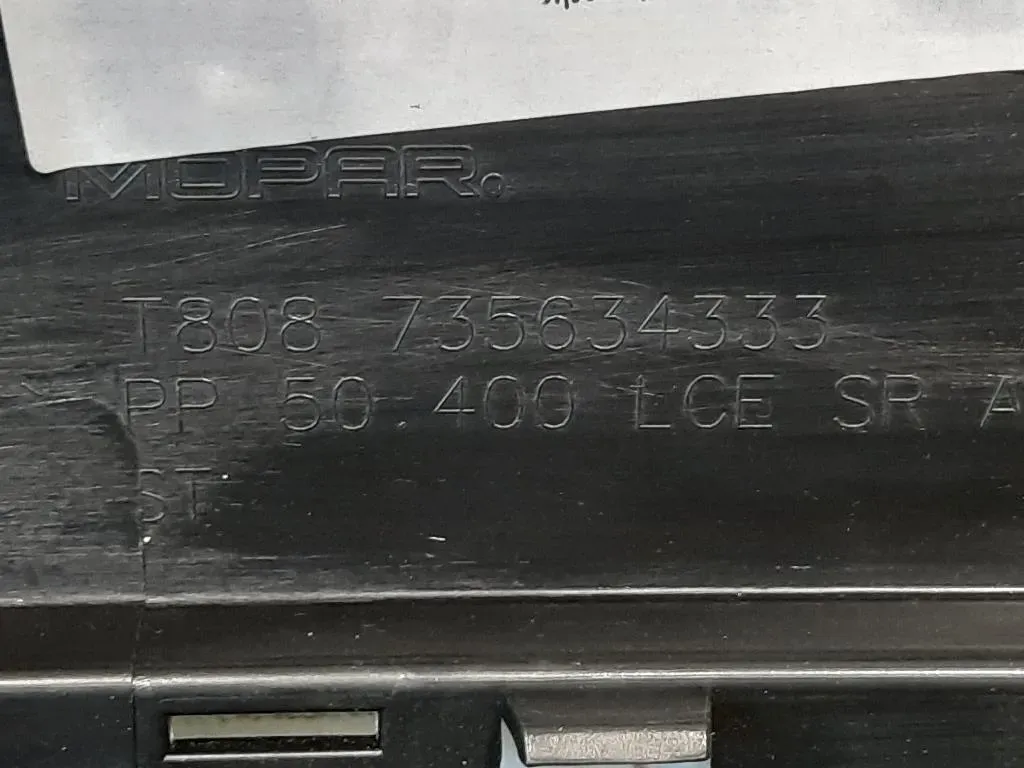 MOPAR
T808 735634333
PP 50.400 LCE SR A
ST